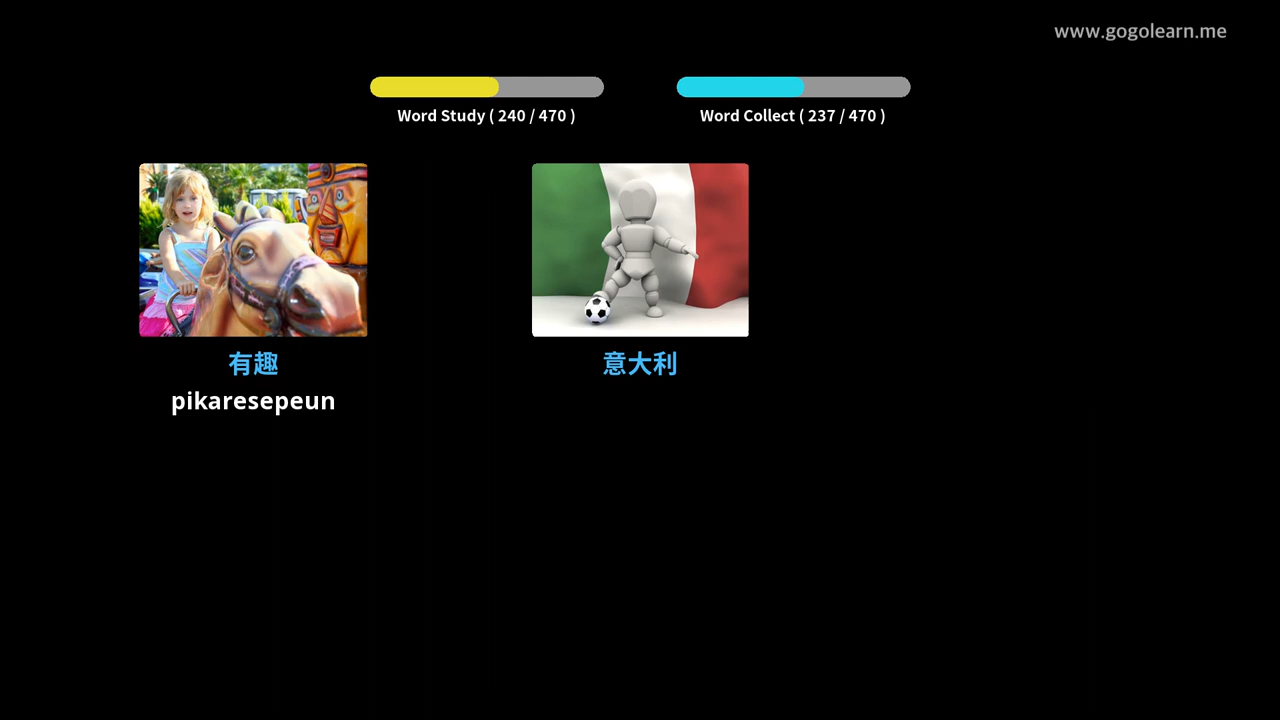 www.gogolearn.me
Word Study ( 240 / 470 )
Word Collect ( 237 / 470 )
有趣
pikaresepeun
意大利